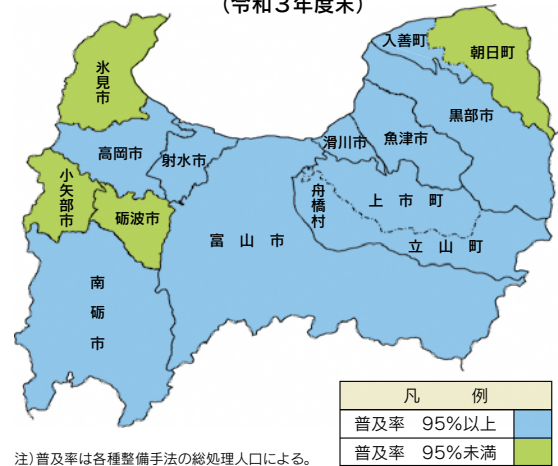 (令和3年度末)
入善町
朝日町
氷見市
黒部市
魚津市
滑川市
高岡市
射水市
小矢部市
砺波市
舟橋村
上市町
富山市
立山町
南砺市
凡 例
普及率 95%以上
普及率 95%未満
注)普及率は各種整備手法の総処理人口による。